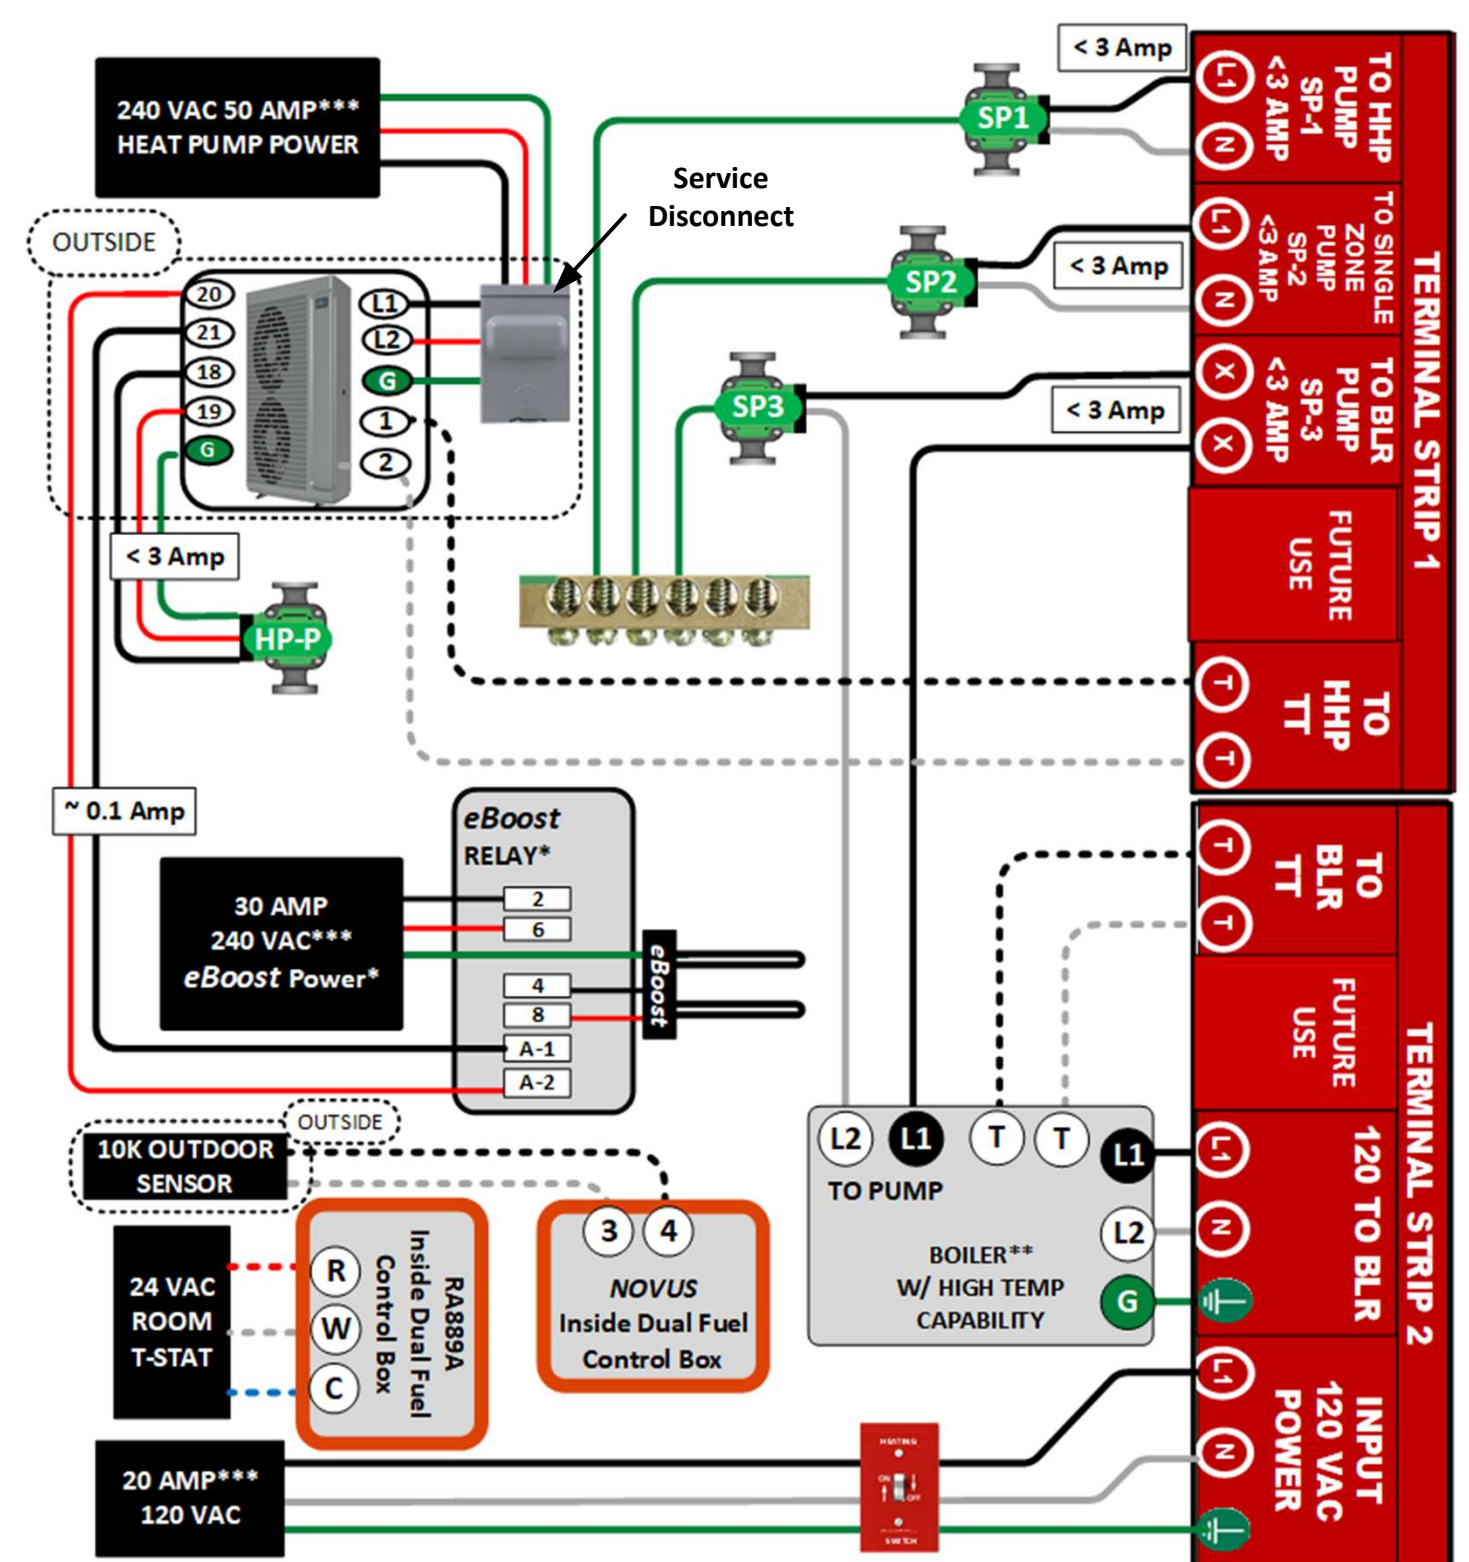 < 3 Amp
240 VAC 50 AMP***
HEAT PUMP POWER
Service
Disconnect
SP1
L1
N
TO HHP
PUMP
SP-1
<3 AMP
OUTSIDE
SP2
< 3 Amp
L1
N
TO SINGLE
ZONE
PUMP
SP-2
<3 AMP
TERMINAL STRIP 1
20
21
18
19
G
L1
L2
G
1
2
SP3
< 3 Amp
X
X
TO BLR
PUMP
SP-3
<3 AMP
FUTURE
USE
< 3 Amp
HP-P
T
T
TO
HHP
TT
~ 0.1 Amp
eBoost
RELAY*
2
6
4
8
A-1
A-2
30 AMP
240 VAC***
eBoost Power*
eBoost
T
T
TO
BLR
TT
FUTURE
USE
TERMINAL STRIP 2
OUTSIDE
10K OUTDOOR
SENSOR
3
4
NOVUS
Inside Dual Fuel
Control Box
24 VAC
ROOM
T-STAT
R
W
C
RA889A
Inside Dual Fuel
Control Box
L2
L1
T
T
L1
TO PUMP
L2
G
BOILER**
W/ HIGH TEMP
CAPABILITY
L1
N
120 TO BLR
L1
N
INPUT
120 VAC
POWER
20 AMP***
120 VAC
HEATING
ON
OFF
SWITCH